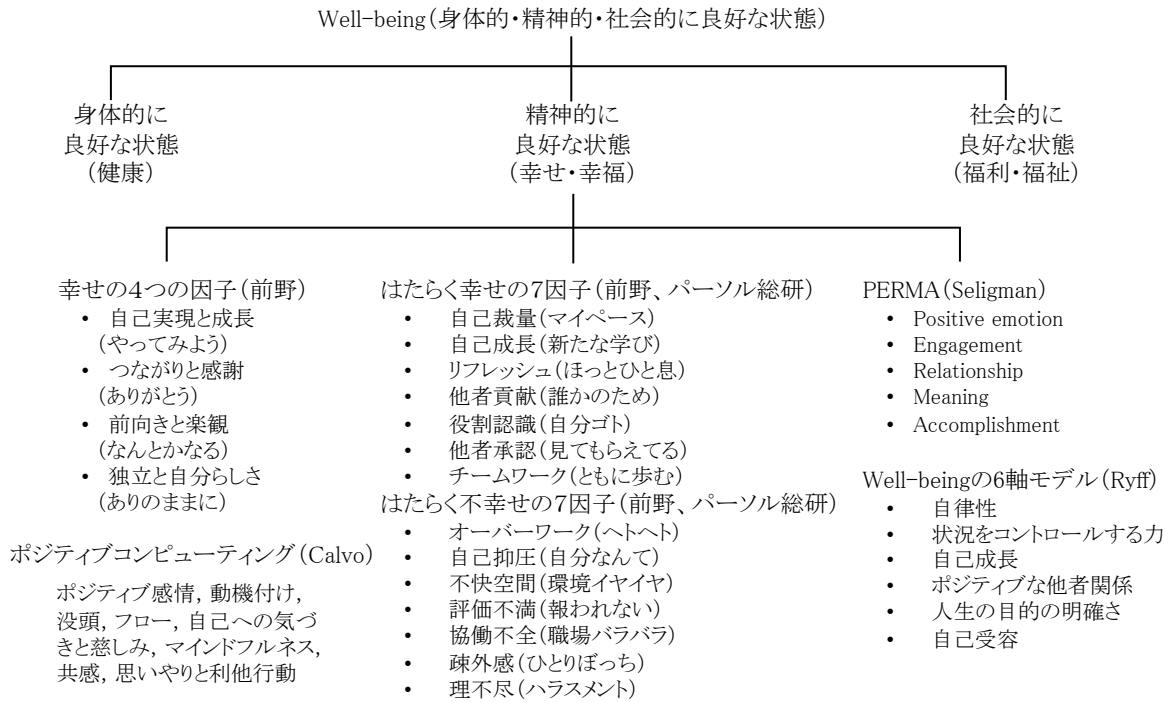 Well-being(身体的・精神的・社会的に良好な状態)
身体的に
良好な状態
(健康)
精神的に
良好な状態
(幸せ・幸福)
社会的に
良好な状態
(福利・福祉)
幸せの4つの因子(前野)
• 自己実現と成長
(やってみよう)
• つながりと感謝
(ありがとう)
• 前向きと楽観
(なんとかなる)
• 独立と自分らしさ
(ありのままに)
ポジティブコンピューティング(Calvo)
ポジティブ感情, 動機付け,
没頭, フロー, 自己への気づ
きと慈しみ, マインドフルネス,
共感, 思いやりと利他行動
はたらく幸せの7因子(前野、パーソル総研)
• 自己裁量(マイペース)
• 自己成長(新たな学び)
• リフレッシュ(ほっとひと息)
• 他者貢献(誰かのため)
• 役割認識(自分ゴト)
• 他者承認(見てもらえてる)
• チームワーク(ともに歩む)
はたらく不幸せの7因子(前野、パーソル総研)
• オーバーワーク(ヘトヘト)
• 自己抑圧(自分なんて)
• 不快空間(環境イヤイヤ)
• 評価不満(報われない)
• 協働不全(職場バラバラ)
• 疎外感(ひとりぼっち)
• 理不尽(ハラスメント)
PERMA(Seligman)
• Positive emotion
• Engagement
• Relationship
• Meaning
• Accomplishment
Well-beingの6軸モデル(Ryff)
• 自律性
• 状況をコントロールする力
• 自己成長
• ポジティブな他者関係
• 人生の目的の明確さ
• 自己受容